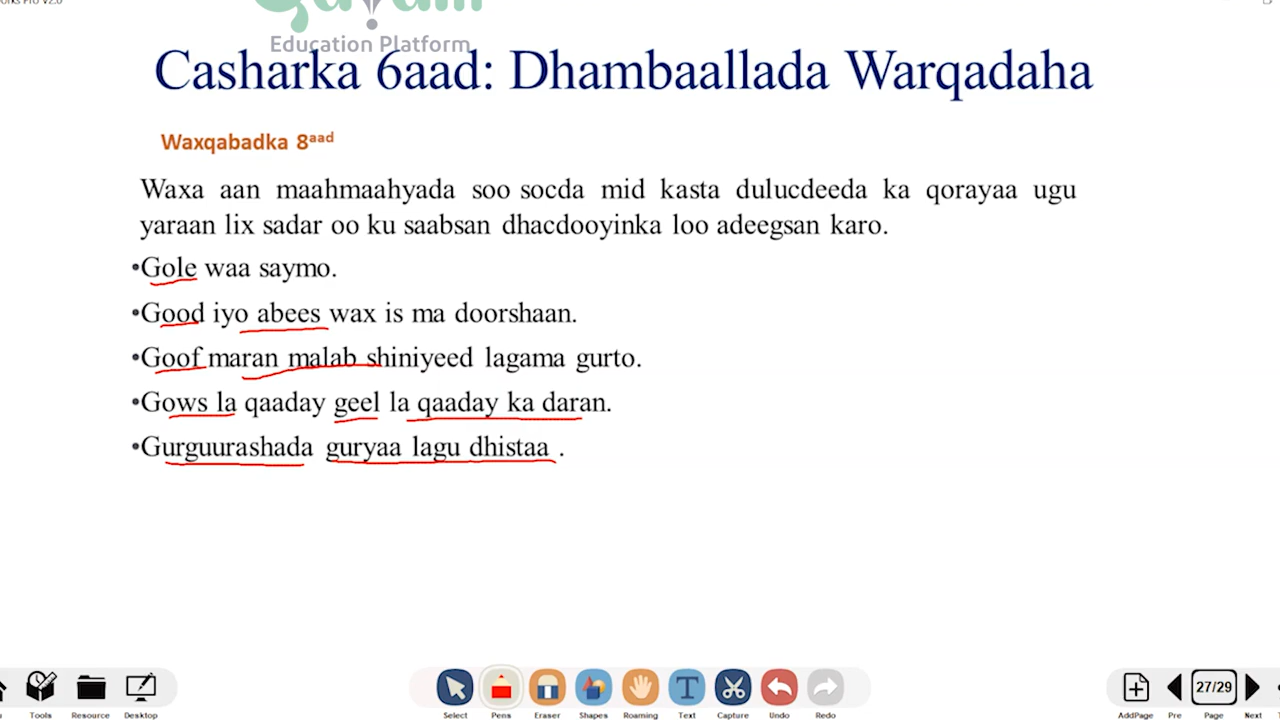 Education Platform
Casharka 6aad: Dhambaallada Warqadaha
Waxqabadka 8aad
Waxa aan maahmaahyada soo socda mid kasta dulucdeeda ka qorayaa ugu
yaraan lix sadar oo ku saabsan dhacdooyinka loo adeegsan karo.
•Gole waa saymo.
•Good iyo abees wax is ma doorshaan.
•Goof maran malab shiniyeed lagama gurto.
•Gows la qaaday geel la qaaday ka daran.
•Gurguurashada guryaa lagu dhistaa .
27/29
Tools Resource Desktop Select Pens Eraser Shapes Roaming Text Capture Undo Redo AddPage Pre Page Next